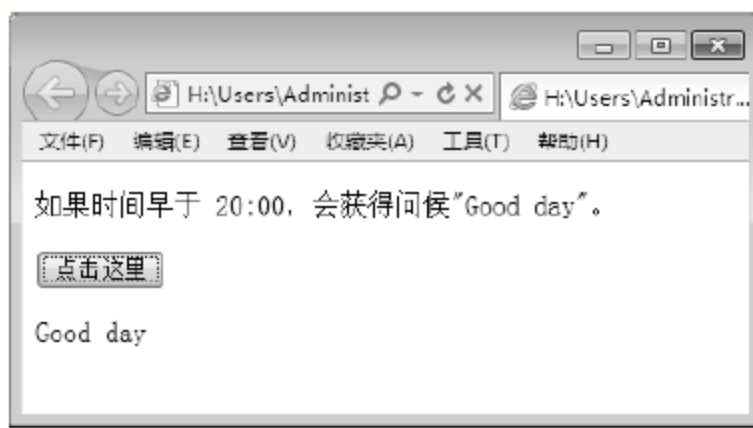 H:\Users\Administ
H:\Users\Administr...
文件(F) 编辑(E) 查看(V) 收藏夹(A) 工具(T) 帮助(H)
如果时间早于 20:00，会获得问候"Good day"。
点击这里
Good day